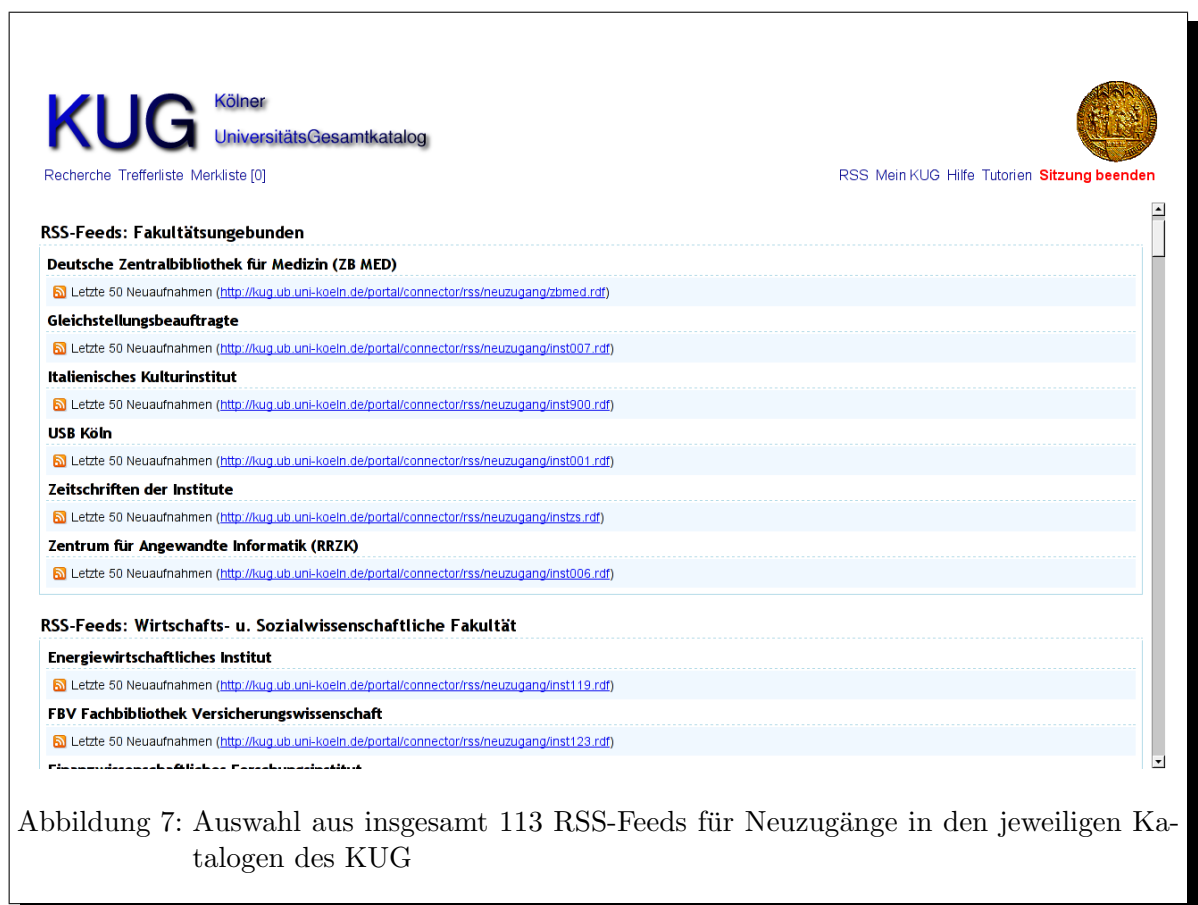 KUG Kölner
UniversitätsGesamtkatalog
Recherche Trefferliste Merkliste [0]
RSS Mein KUG Hilfe Tutorien Sitzung beenden
RSS-Feeds: Fakultätsungebunden
Deutsche Zentralbibliothek für Medizin (ZB MED)
Letzte 50 Neuaufnahmen (http://kug.ub.uni-koeln.de/portal/connector/rss/neuzugang/zbmed.rdf)
Gleichstellungsbeauftragte
Letzte 50 Neuaufnahmen (http://kug.ub.uni-koeln.de/portal/connector/rss/neuzugang/inst007.rdf)
Italienisches Kulturinstitut
Letzte 50 Neuaufnahmen (http://kug.ub.uni-koeln.de/portal/connector/rss/neuzugang/inst900.rdf)
USB Köln
Letzte 50 Neuaufnahmen (http://kug.ub.uni-koeln.de/portal/connector/rss/neuzugang/inst001.rdf)
Zeitschriften der Institute
Letzte 50 Neuaufnahmen (http://kug.ub.uni-koeln.de/portal/connector/rss/neuzugang/instzs.rdf)
Zentrum für Angewandte Informatik (RRZK)
Letzte 50 Neuaufnahmen (http://kug.ub.uni-koeln.de/portal/connector/rss/neuzugang/inst006.rdf)
RSS-Feeds: Wirtschafts- u. Sozialwissenschaftliche Fakultät
Energiewirtschaftliches Institut
Letzte 50 Neuaufnahmen (http://kug.ub.uni-koeln.de/portal/connector/rss/neuzugang/inst119.rdf)
FBV Fachbibliothek Versicherungswissenschaft
Letzte 50 Neuaufnahmen (http://kug.ub.uni-koeln.de/portal/connector/rss/neuzugang/inst123.rdf)
Finanzwissenschaftliches Forschungsinstitut
Abbildung 7: Auswahl aus insgesamt 113 RSS-Feeds für Neuzugänge in den jeweiligen Ka-
talogen des KUG